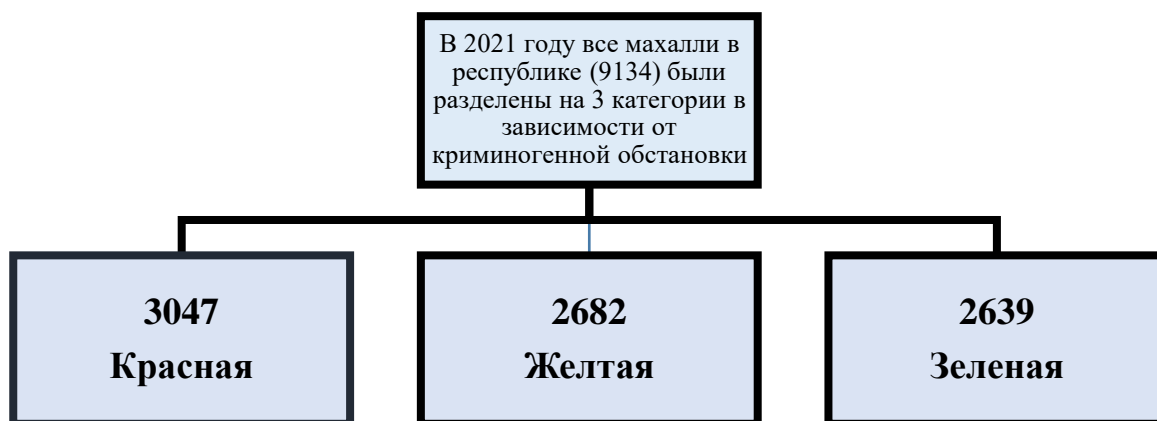 В 2021 году все махалли в
республике (9134) были
разделены на 3 категории в
зависимости от
криминогенной обстановки
3047
Красная
2682
Желтая
2639
Зеленая